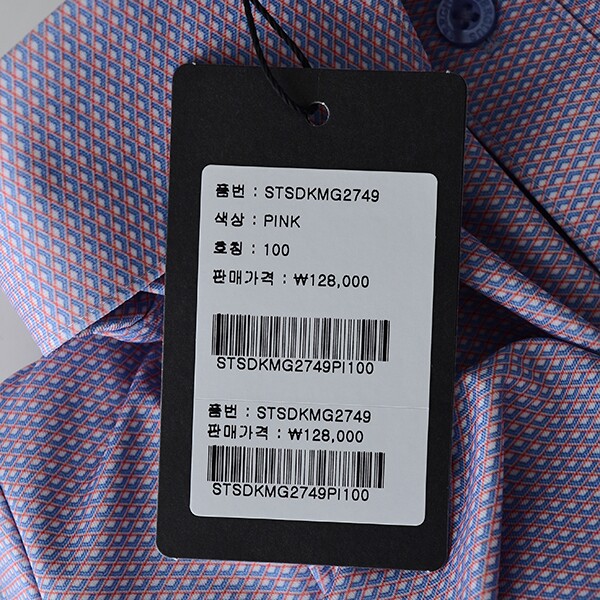 품번 : STSDKMG2749
색상 : PINK
호칭 : 100
판매가격 : ₩128,000
STSDKMG2749PI100
품번 : STSDKMG2749
판매가격 : ₩128,000
STSDKMG2749PI100